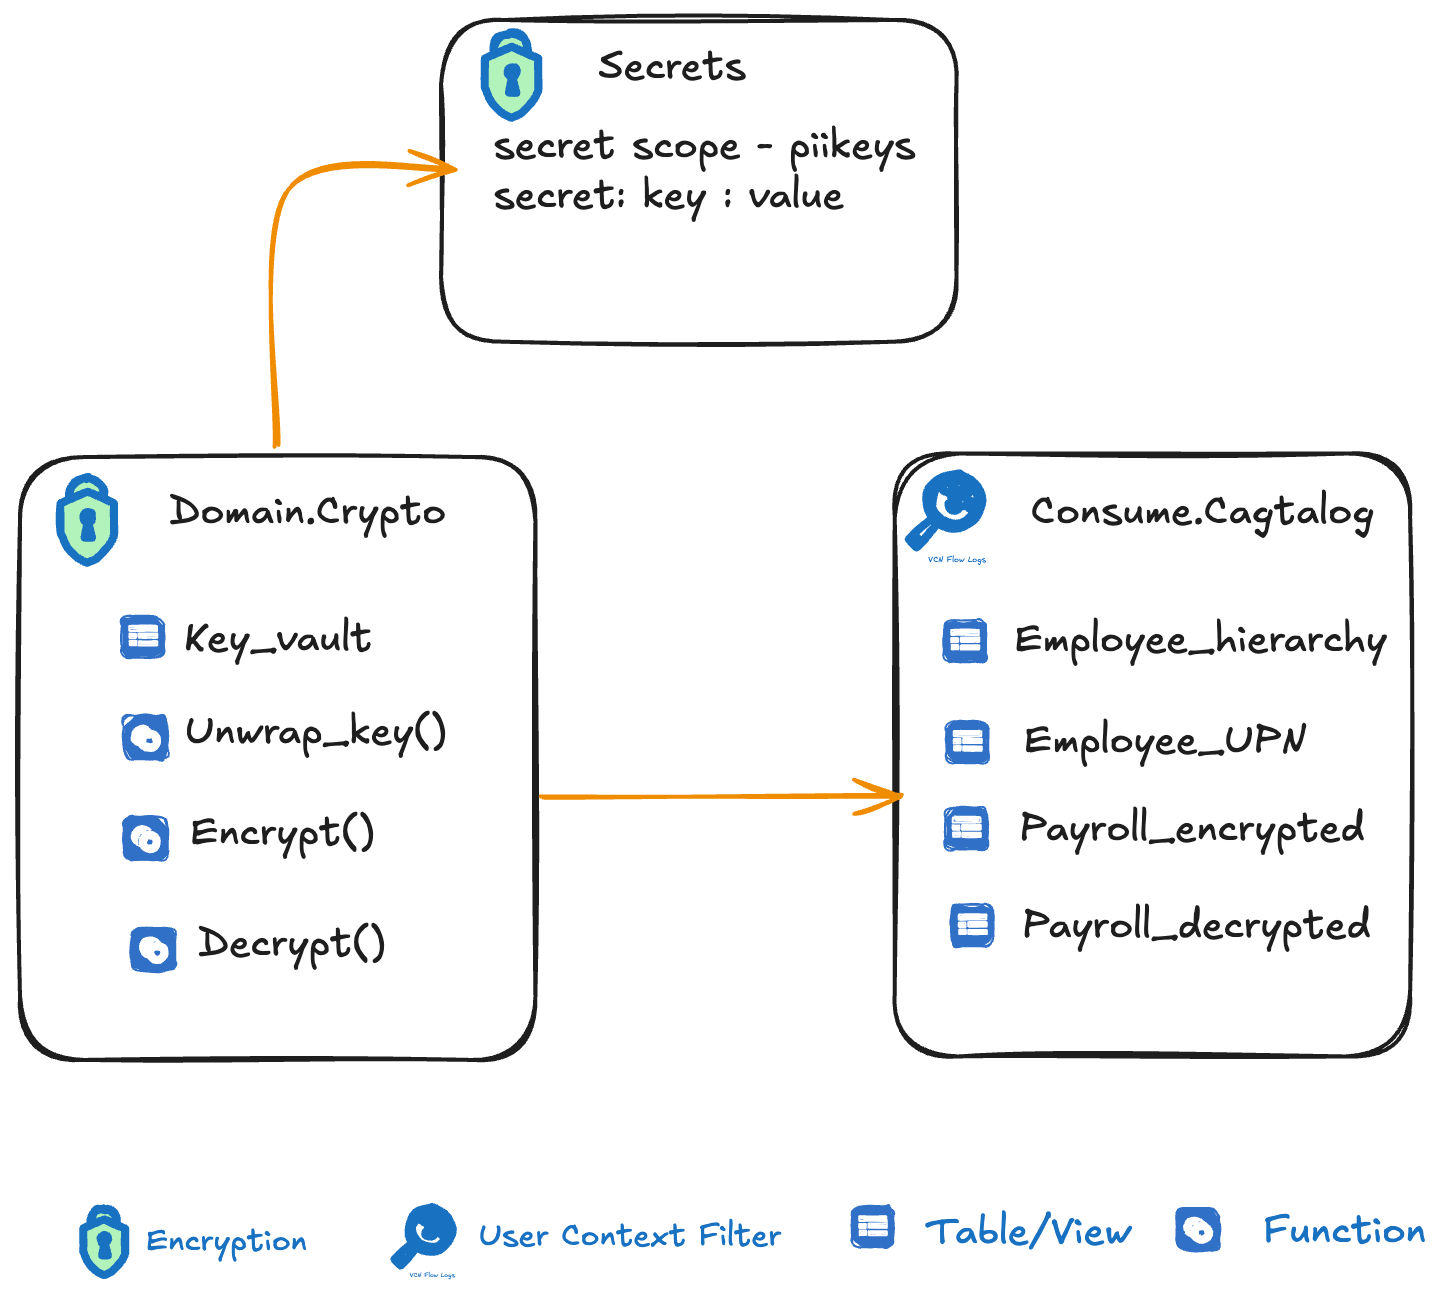 Secrets
secret scope - piikeys
secret: key : value
Domain.Crypto
Key_vault
Unwrap_key()
Encrypt()
Decrypt()
VCN Flow Logs
Consume.Cagtalog
Employee_hierarchy
Employee_UPN
Payroll_encrypted
Payroll_decrypted
Encryption
VCN Flow Logs
User Context Filter
Table/View
Function